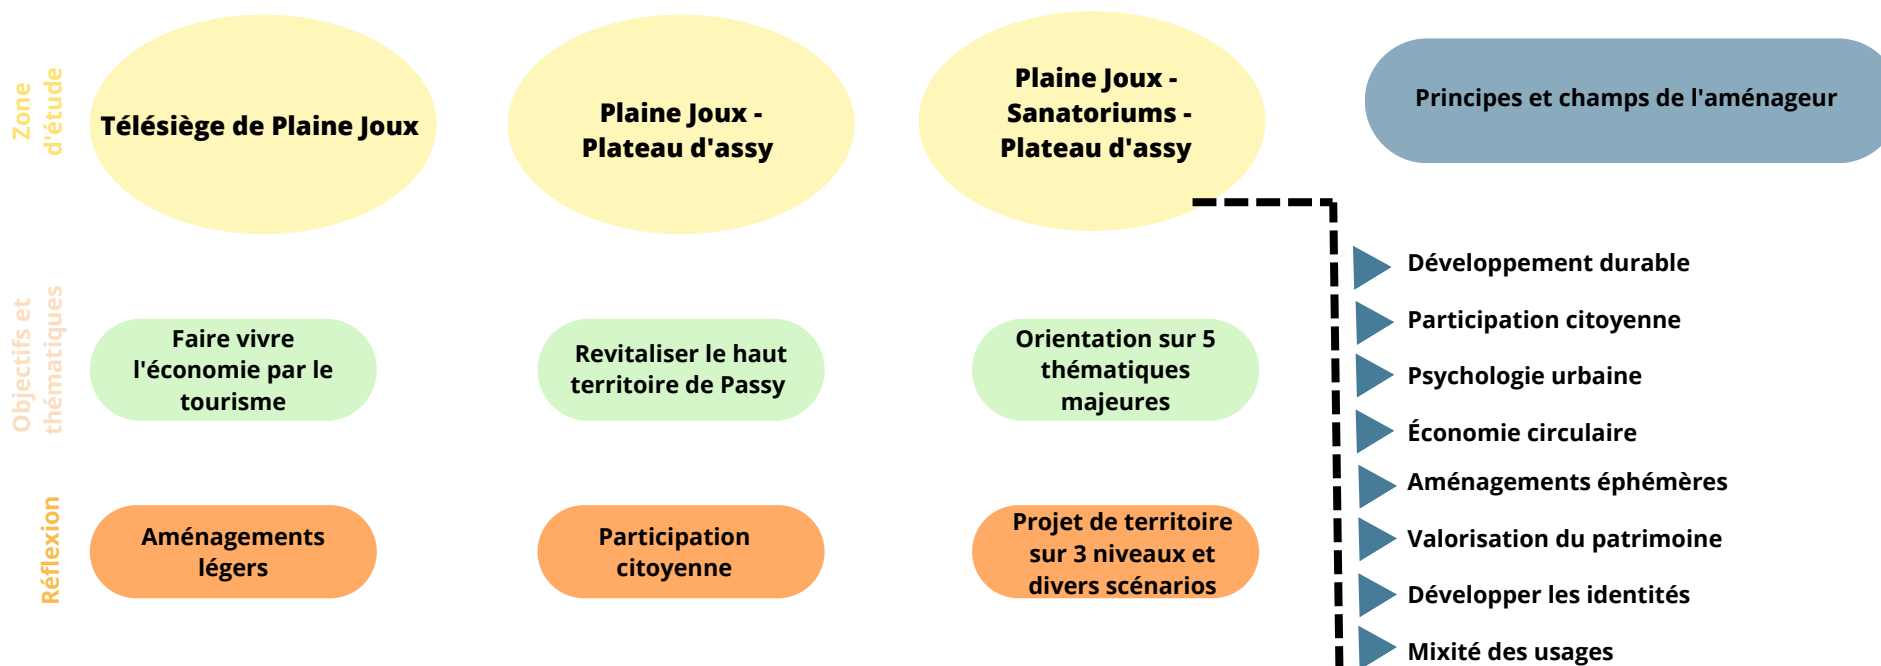 Zone
d'étude
Télésiège de Plaine Joux
Plaine Joux -
Plateau d'assy
Plaine Joux -
Sanatoriums -
Plateau d'assy
Principes et champs de l'aménageur
Objectifs et
thématiques
Faire vivre
l'économie par le
tourisme
Revitaliser le haut
territoire de Passy
Orientation sur 5
thématiques
majeures
Réflexion
Aménagements
légers
Participation
citoyenne
Projet de territoire
sur 3 niveaux et
divers scénarios
Développement durable
Participation citoyenne
Psychologie urbaine
Économie circulaire
Aménagements éphémères
Valorisation du patrimoine
Développer les identités
Mixité des usages